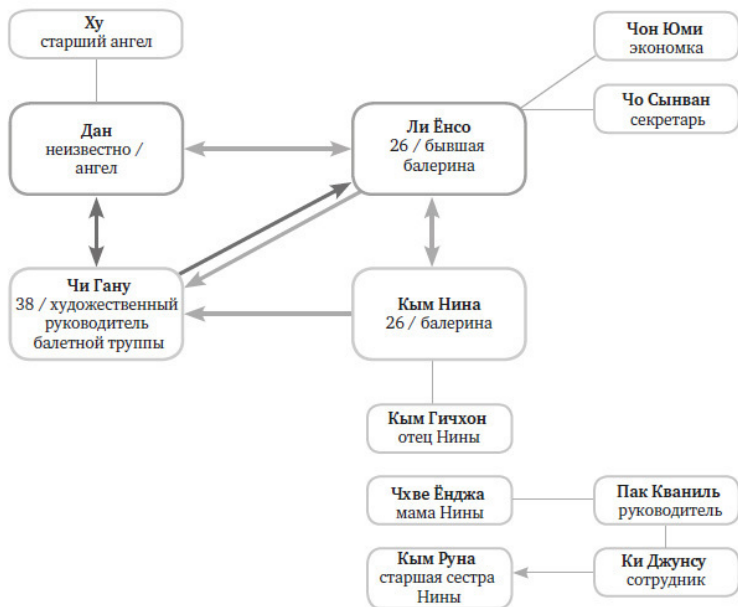 Ху
старший ангел
Чон Юми
экономка
Дан
неизвестно /
ангел
Ли Ёнсо
26 / бывшая
балерина
Чо Сынван
секретарь
Чи Гану
38 / художественный
руководитель
балетной труппы
Кым Нина
26 / балерина
Кым Гичхон
отец Нины
Чхве Ёнджа
мама Нины
Пак Кваниль
руководитель
Кым Руна
старшая сестра
Нины
Ки Джунсу
сотрудник